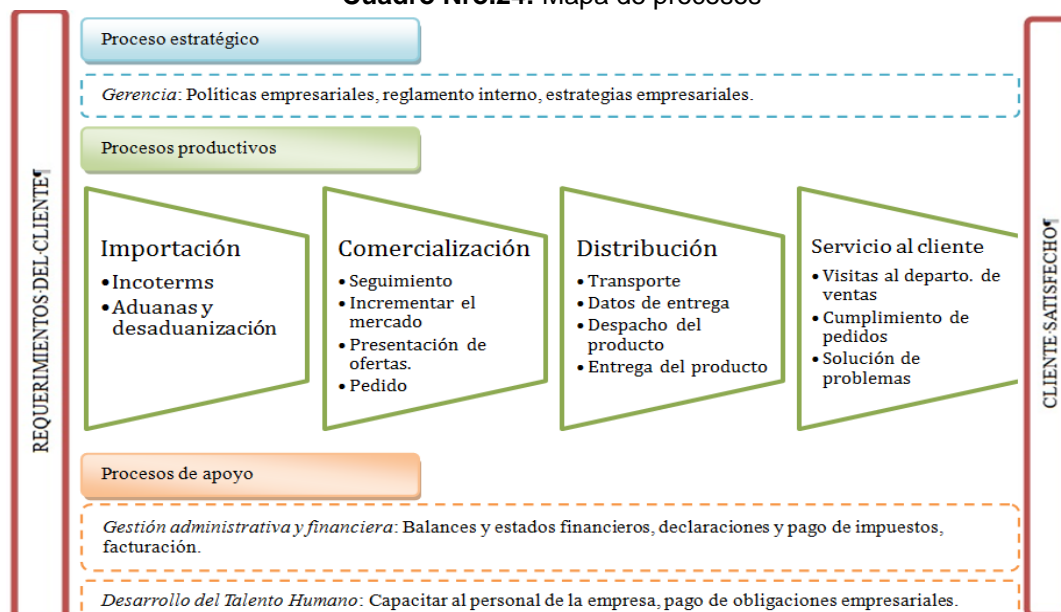 Cuadro Nro.24: Mapa de procesos
REQUERIMIENTOS·DEL·CLIENTE¶
Proceso estratégico
Gerencia: Políticas empresariales, reglamento interno, estrategias empresariales.
Procesos productivos
Importación
•Incoterms
•Aduanas y
desaduanización
Comercialización
•Seguimiento
•Incrementar el
mercado
•Presentación de
ofertas.
•Pedido
Distribución
•Transporte
•Datos de entrega
•Despacho del
producto
•Entrega del producto
Servicio al cliente
•Visitas al departo. de
ventas
•Cumplimiento de
pedidos
•Solución de
problemas
Procesos de apoyo
Gestión administrativa y financiera: Balances y estados financieros, declaraciones y pago de impuestos,
facturación.
Desarrollo del Talento Humano: Capacitar al personal de la empresa, pago de obligaciones empresariales.
CLIENTE·SATISFECHO¶